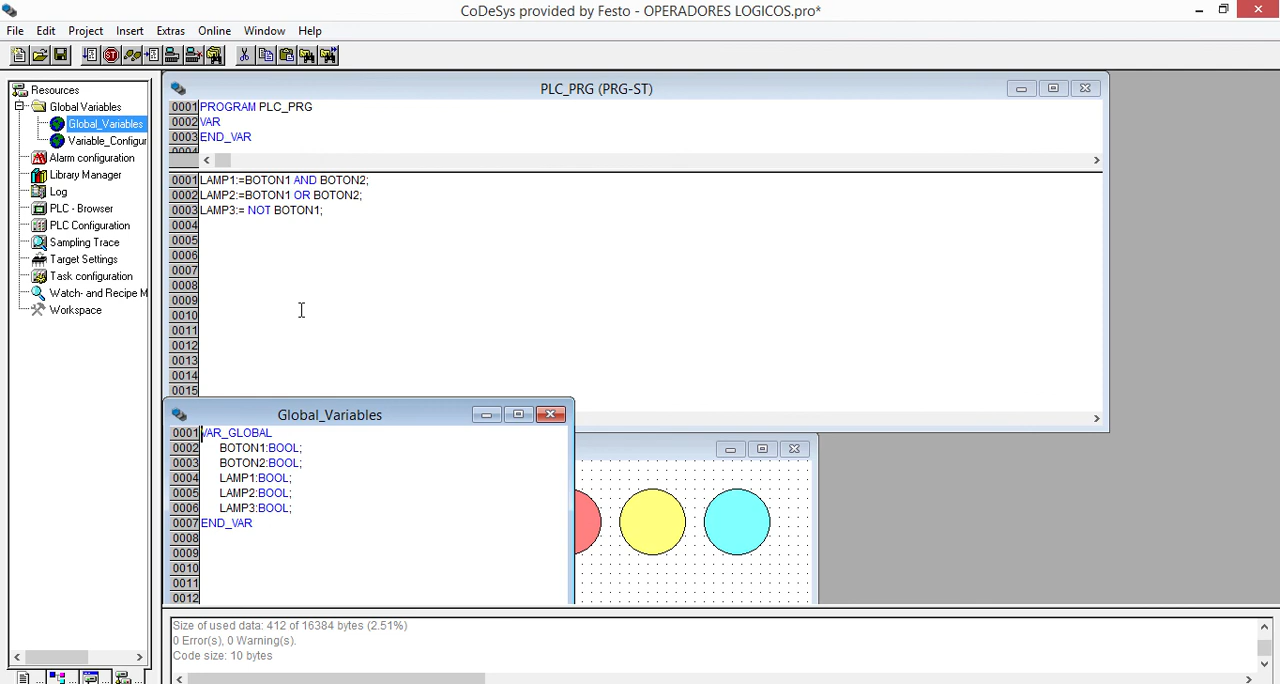 CoDeSys provided by Festo - OPERADORES LOGICOS.pro*
File Edit Project Insert Extras Online Window Help
Resources
Global Variables
Global_Variables
Variable_Configur
Alarm configuration
Library Manager
Log
PLC - Browser
PLC Configuration
Sampling Trace
Target Settings
Task configuration
Watch- and Recipe M
Workspace
PLC_PRG (PRG-ST)
0001 PROGRAM PLC_PRG
0002 VAR
0003 END_VAR
0004
0001 LAMP1:=BOTON1 AND BOTON2;
0002 LAMP2:=BOTON1 OR BOTON2;
0003 LAMP3:= NOT BOTON1;
0004
0005
0006
0007
0008
0009
0010
0011
0012
0013
0014
0015
Global_Variables
0001 VAR_GLOBAL
0002 BOTON1:BOOL;
0003 BOTON2:BOOL;
0004 LAMP1:BOOL;
0005 LAMP2:BOOL;
0006 LAMP3:BOOL;
0007 END_VAR
0008
0009
0010
0011
0012
Size of used data: 412 of 16384 bytes (2.51%)
0 Error(s), 0 Warning(s).
Code size: 10 bytes